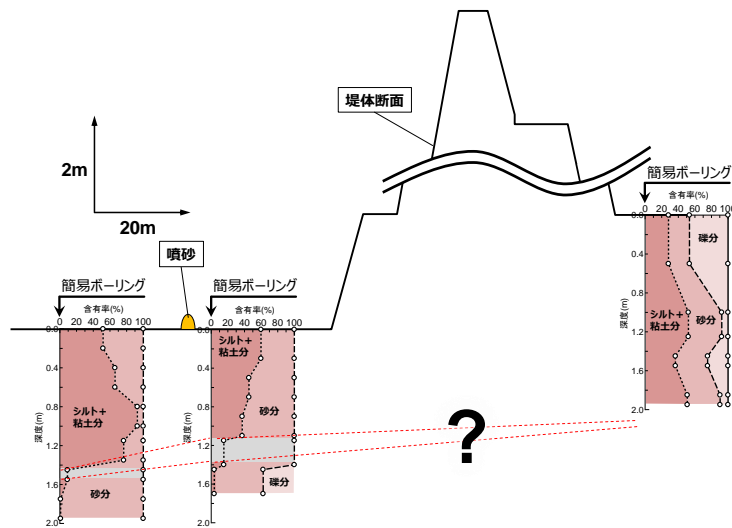 堤体断面
2m
20m
噴砂
?
簡易ボーリング
含有率(%)
0 20 40 60 80 100
0.0
0.4
0.8
1.2
1.6
2.0
深度(m)
シルト+
粘土分
砂分
簡易ボーリング
含有率(%)
0 20 40 60 80 100
0.0
0.4
0.8
1.2
1.6
2.0
深度(m)
シルト+
粘土分
砂分
礫分
簡易ボーリング
含有率(%)
0 20 40 60 80 100
0.0
0.4
0.8
1.2
1.6
2.0
深度(m)
シルト+
粘土分
砂分
礫分